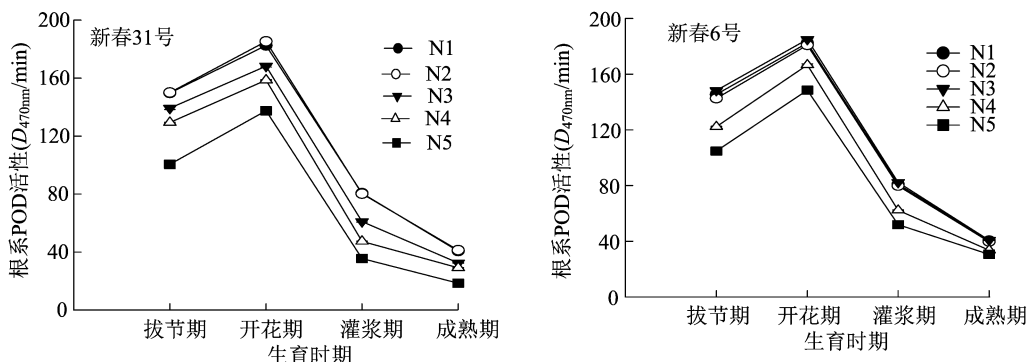 新春31号
N1
N2
N3
N4
N5
200
160
120
80
40
0
根系POD活性(D470nm/min)
拔节期 开花期 灌浆期 成熟期
生育时期
新春6号
N1
N2
N3
N4
N5
200
160
120
80
40
0
根系POD活性(D470nm/min)
拔节期 开花期 灌浆期 成熟期
生育时期